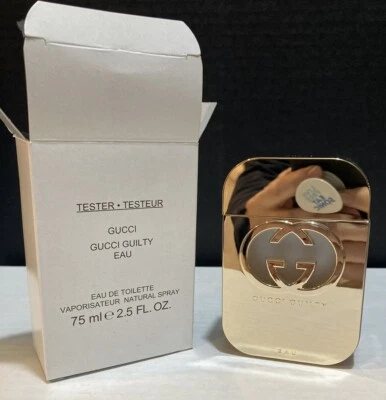 TESTER • TESTEUR
GUCCI
GUCCI GUILTY
EAU
EAU DE TOILETTE
VAPORISATEUR NATURAL SPRAY
75 ml ℮ 2.5 FL. OZ.
GUCCI GUILTY
EAU